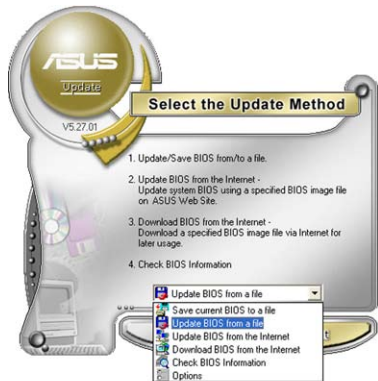 ASUS
Update
V5.27.01
Select the Update Method
1. Update/Save BIOS from/to a file.
2. Update BIOS from the Internet -
Update system BIOS using a specified BIOS image file
on ASUS Web Site.
3. Download BIOS from the Internet -
Download a specified BIOS image file via Internet for
later usage.
4. Check BIOS Information
Update BIOS from a file
Save current BIOS to a file
Update BIOS from a file
Update BIOS from the Internet
Download BIOS from the Internet
Check BIOS Information
Options